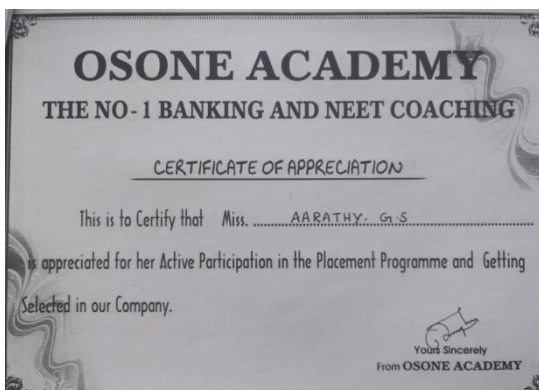 OSONE ACADEMY
THE NO-1 BANKING AND NEET COACHING
CERTIFICATE OF APPRECIATION
This is to Certify that Miss. ..........AARATHY. G.S..........
is appreciated for her Active Participation in the Placement Programme and Getting
Selected in our Company.
Yours Sincerely
From OSONE ACADEMY